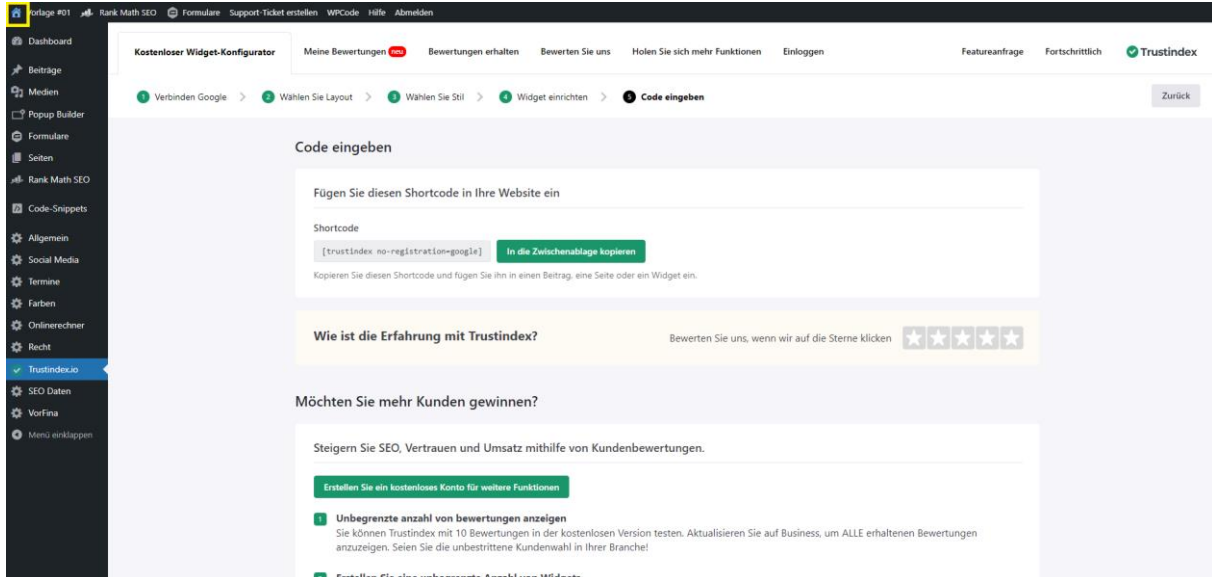 Vorlage #01 Rank Math SEO Formulare Support-Ticket erstellen WPCode Hilfe Abmelden
Dashboard
Beiträge
Medien
Popup Builder
Formulare
Seiten
Rank Math SEO
Code-Snippets
Allgemein
Social Media
Termine
Farben
Onlinerechner
Recht
Trustindex.io
SEO Daten
VorFina
Menü einklappen
Kostenloser Widget-Konfigurator Meine Bewertungen neu Bewertungen erhalten Bewerten Sie uns Holen Sie sich mehr Funktionen Einloggen Featureanfrage Fortschrittlich Trustindex
1 Verbinden Google > 2 Wählen Sie Layout > 3 Wählen Sie Stil > 4 Widget einrichten > 5 Code eingeben Zurück
Code eingeben
Fügen Sie diesen Shortcode in Ihre Website ein
Shortcode
[trustindex no-registration=google] In die Zwischenablage kopieren
Kopieren Sie diesen Shortcode und fügen Sie ihn in einen Beitrag, eine Seite oder ein Widget ein.
Wie ist die Erfahrung mit Trustindex? Bewerten Sie uns, wenn wir auf die Sterne klicken
Möchten Sie mehr Kunden gewinnen?
Steigern Sie SEO, Vertrauen und Umsatz mithilfe von Kundenbewertungen.
Erstellen Sie ein kostenloses Konto für weitere Funktionen
1 Unbegrenzte anzahl von bewertungen anzeigen
Sie können Trustindex mit 10 Bewertungen in der kostenlosen Version testen. Aktualisieren Sie auf Business, um ALLE erhaltenen Bewertungen
anzuzeigen. Seien Sie die unbestrittene Kundenwahl in Ihrer Branche!
Erstellen Sie eine unbegrenzte Anzahl von Widgets